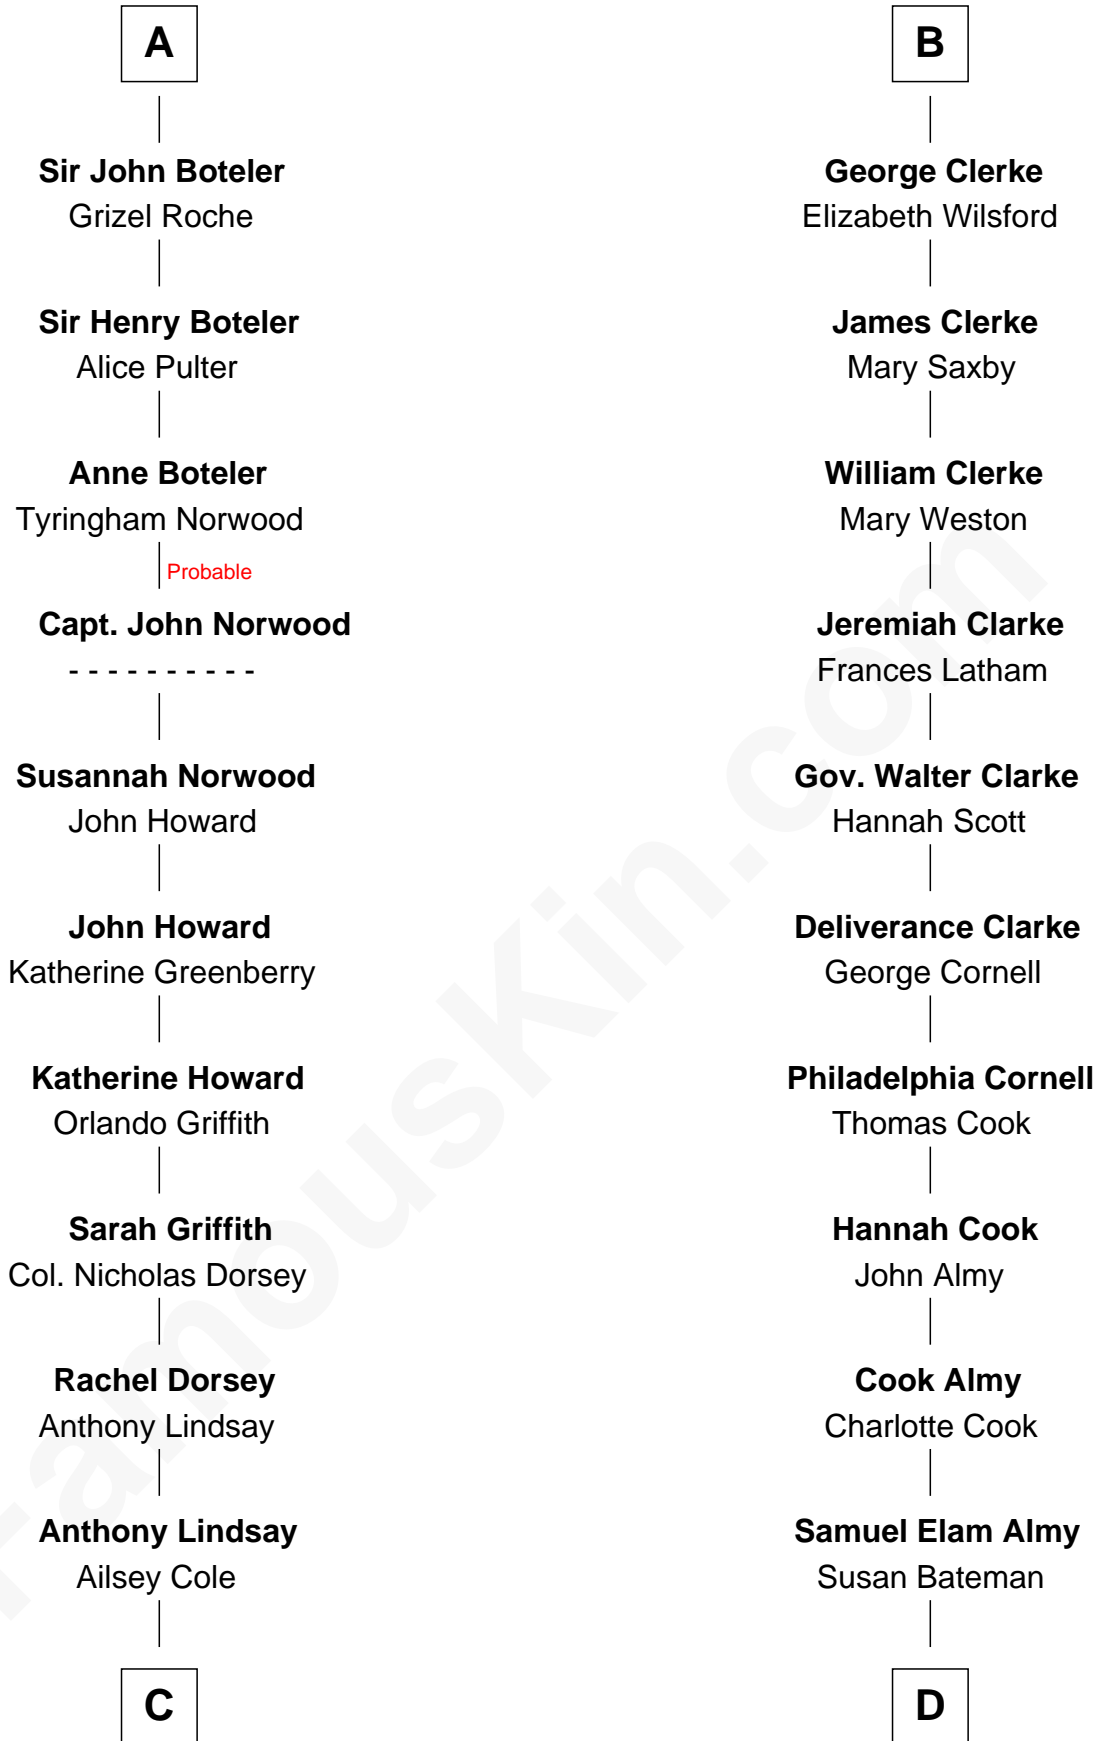 A
Sir John Boteler
Grizel Roche
Sir Henry Boteler
Alice Pulter
Anne Boteler
Tyringham Norwood
Probable
Capt. John Norwood
- - - - - - - - - -
Susannah Norwood
John Howard
John Howard
Katherine Greenberry
Katherine Howard
Orlando Griffith
Sarah Griffith
Col. Nicholas Dorsey
Rachel Dorsey
Anthony Lindsay
Anthony Lindsay
Ailsey Cole
C
B
George Clerke
Elizabeth Wilsford
James Clerke
Mary Saxby
William Clerke
Mary Weston
Jeremiah Clarke
Frances Latham
Gov. Walter Clarke
Hannah Scott
Deliverance Clarke
George Cornell
Philadelphia Cornell
Thomas Cook
Hannah Cook
John Almy
Cook Almy
Charlotte Cook
Samuel Elam Almy
Susan Bateman
D
FamousKin.com